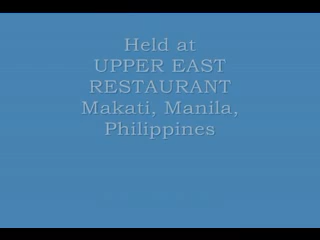 Held at
UPPER EAST
RESTAURANT
Makati, Manila,
Philippines